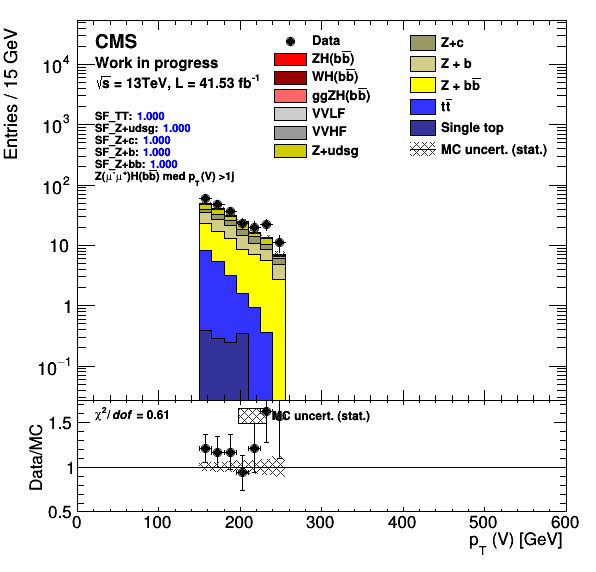 CMS
Work in progress
√s = 13TeV, L = 41.53 fb⁻¹
SF_TT: 1.000
SF_Z+udsg: 1.000
SF_Z+c: 1.000
SF_Z+b: 1.000
SF_Z+bb: 1.000
Z(μ⁻μ⁺)H(bb̅) med p_T(V) >1j
Data
ZH(bb̅)
WH(bb̅)
ggZH(bb̅)
VVLF
VVHF
Z+udsg
Z+c
Z + b
Z + bb̅
tt̅
Single top
MC uncert. (stat.)
Entries / 15 GeV
10⁴
10³
10²
10
1
10⁻¹
χ²/dof = 0.61
MC uncert. (stat.)
Data/MC
1.5
1
0.5
0 100 200 300 400 500 600
p_T (V) [GeV]